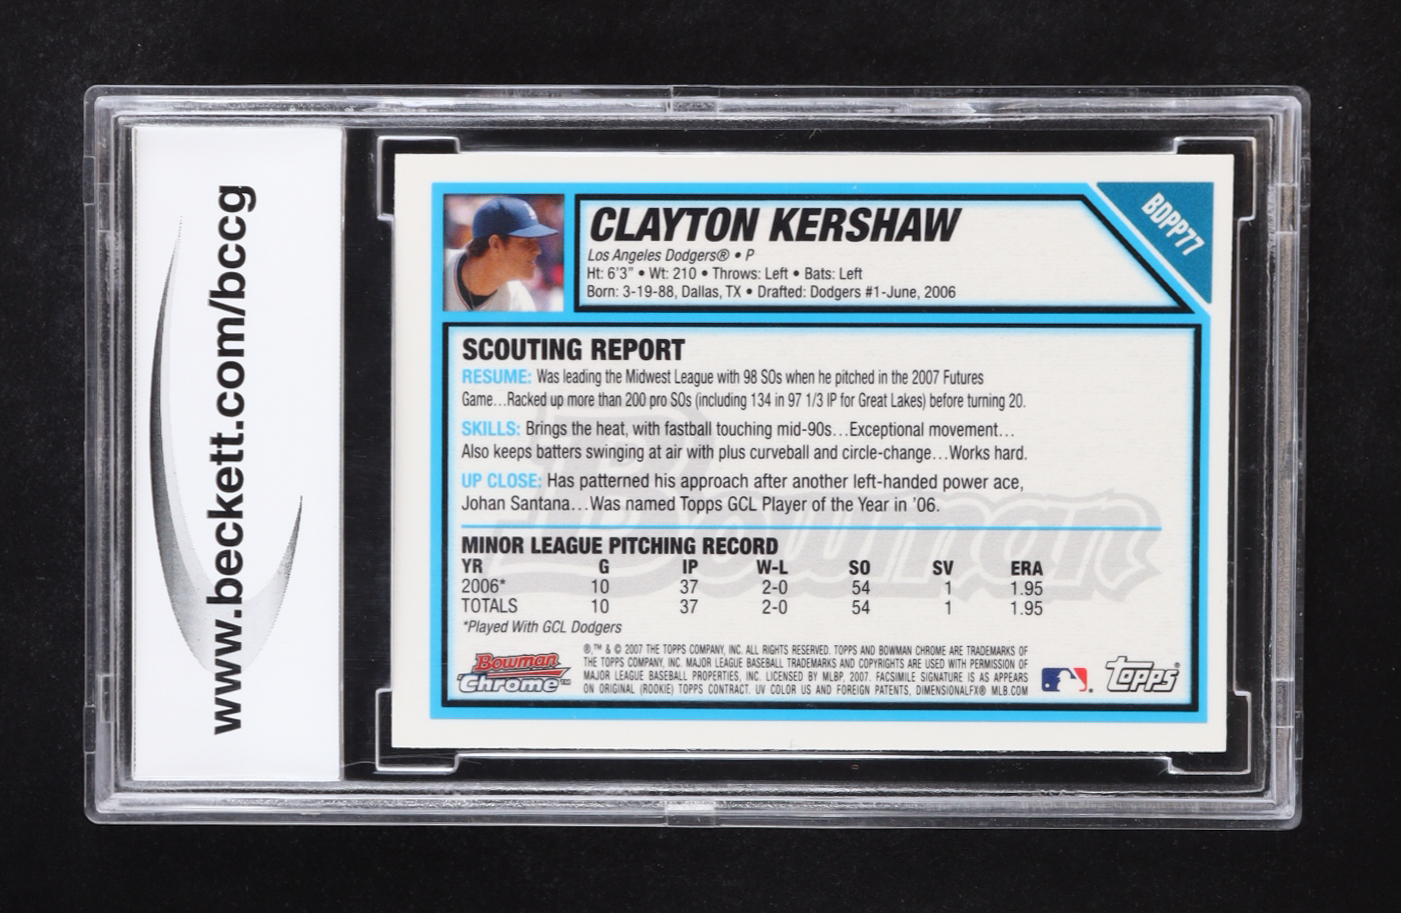 www.beckett.com/bccg
BDPP77
CLAYTON KERSHAW
Los Angeles Dodgers® • P
Ht: 6'3" • Wt: 210 • Throws: Left • Bats: Left
Born: 3-19-88, Dallas, TX • Drafted: Dodgers #1-June, 2006
SCOUTING REPORT
RESUME: Was leading the Midwest League with 98 SOs when he pitched in the 2007 Futures
Game...Racked up more than 200 pro SOs (including 134 in 97 1/3 IP for Great Lakes) before turning 20.
SKILLS: Brings the heat, with fastball touching mid-90s...Exceptional movement...
Also keeps batters swinging at air with plus curveball and circle-change...Works hard.
UP CLOSE: Has patterned his approach after another left-handed power ace,
Johan Santana...Was named Topps GCL Player of the Year in '06.
Bowman
MINOR LEAGUE PITCHING RECORD
YR G IP W-L SO SV ERA
2006* 10 37 2-0 54 1 1.95
TOTALS 10 37 2-0 54 1 1.95
*Played With GCL Dodgers
Bowman
Chrome™
®,™ & © 2007 THE TOPPS COMPANY, INC. ALL RIGHTS RESERVED. TOPPS AND BOWMAN CHROME ARE TRADEMARKS OF
THE TOPPS COMPANY, INC. MAJOR LEAGUE BASEBALL TRADEMARKS AND COPYRIGHTS ARE USED WITH PERMISSION OF
MAJOR LEAGUE BASEBALL PROPERTIES, INC. LICENSED BY MLBP, 2007. FACSIMILE SIGNATURE IS AS APPEARS
ON ORIGINAL (ROOKIE) TOPPS CONTRACT. UV COLOR US AND FOREIGN PATENTS, DIMENSIONALFX® MLB.COM
topps®